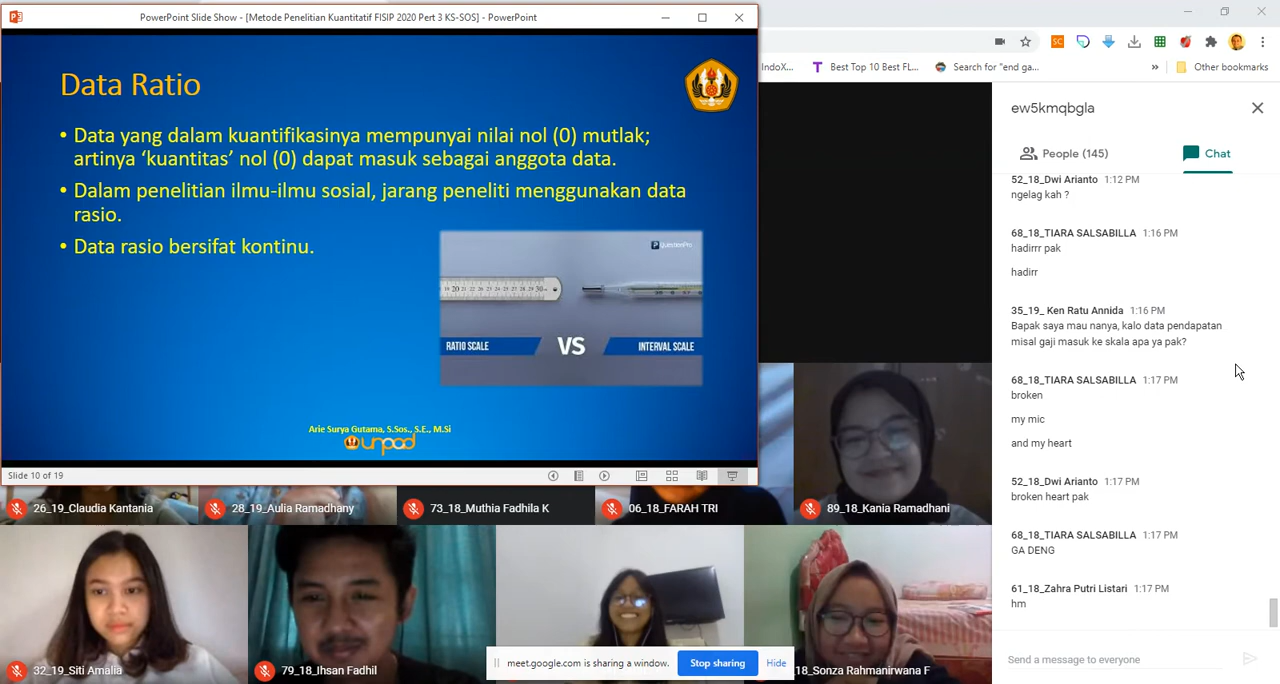 PowerPoint Slide Show - [Metode Penelitian Kuantitatif FISIP 2020 Pert 3 KS-SOS] - PowerPoint
Data Ratio
• Data yang dalam kuantifikasinya mempunyai nilai nol (0) mutlak;
artinya ‘kuantitas’ nol (0) dapat masuk sebagai anggota data.
• Dalam penelitian ilmu-ilmu sosial, jarang peneliti menggunakan data
rasio.
• Data rasio bersifat kontinu.
QuestionPro
RATIO SCALE
VS
INTERVAL SCALE
Arie Surya Gutama, S.Sos., S.E., M.Si
unpad
Slide 10 of 19
IndoX...
Best Top 10 Best FL...
Search for "end ga...
»
Other bookmarks
ew5kmqbgla
People (145)
Chat
52_18_Dwi Arianto 1:12 PM
ngelag kah ?
68_18_TIARA SALSABILLA 1:16 PM
hadirrr pak
hadirr
35_19_ Ken Ratu Annida 1:16 PM
Bapak saya mau nanya, kalo data pendapatan
misal gaji masuk ke skala apa ya pak?
68_18_TIARA SALSABILLA 1:17 PM
broken
my mic
and my heart
52_18_Dwi Arianto 1:17 PM
broken heart pak
68_18_TIARA SALSABILLA 1:17 PM
GA DENG
61_18_Zahra Putri Listari 1:17 PM
hm
Send a message to everyone
26_19_Claudia Kantania
28_19_Aulia Ramadhany
73_18_Muthia Fadhila K
06_18_FARAH TRI
89_18_Kania Ramadhani
32_19_Siti Amalia
79_18_Ihsan Fadhil
_18_Sonza Rahmanirwana F
meet.google.com is sharing a window.
Stop sharing
Hide